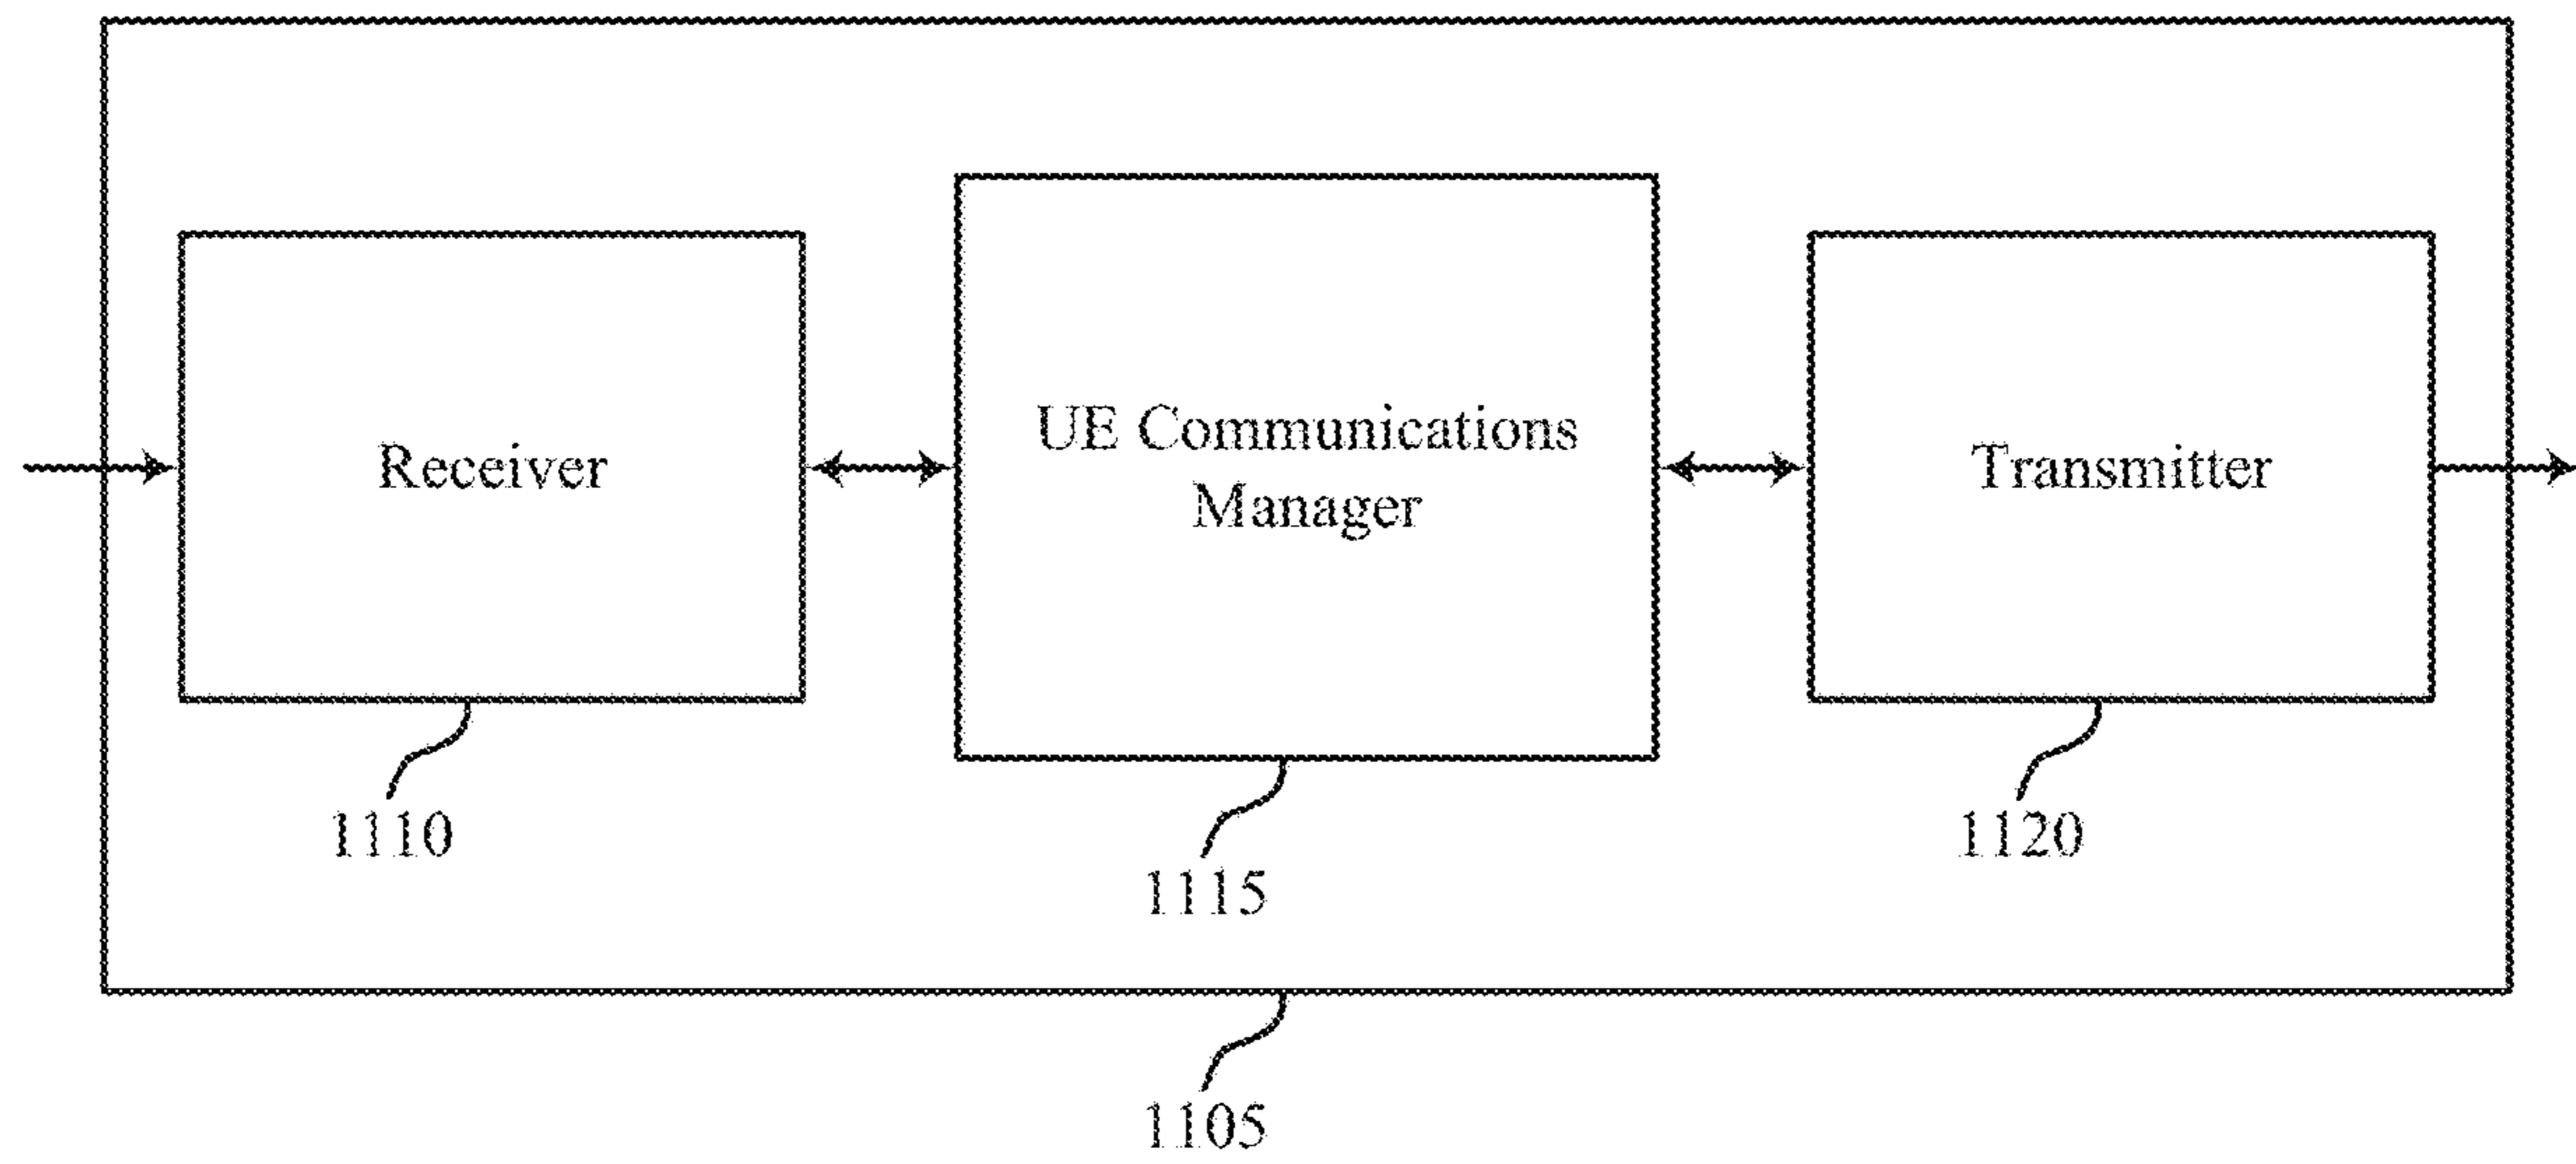 Receiver
UE Communications
Manager
Transmitter
1110
1115
1120
1105